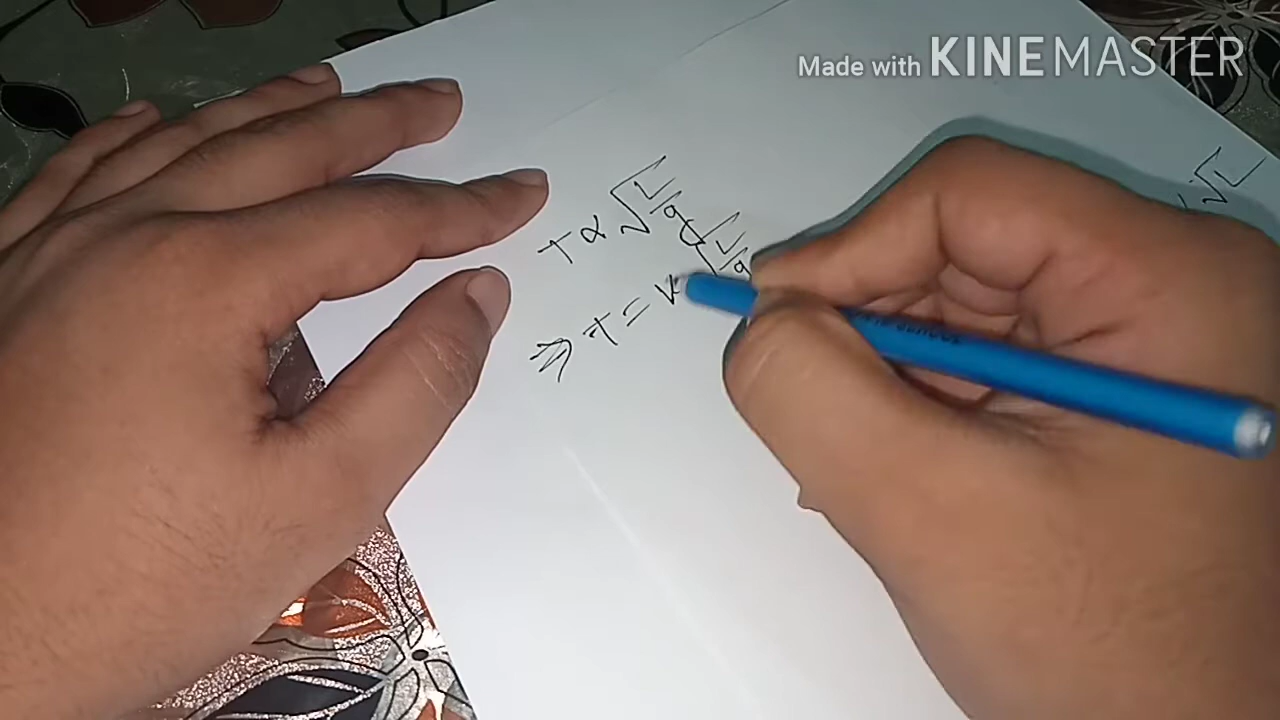 Made with KINEMASTER
T ∝ √L/g
⇒ T = K √L/g
√L